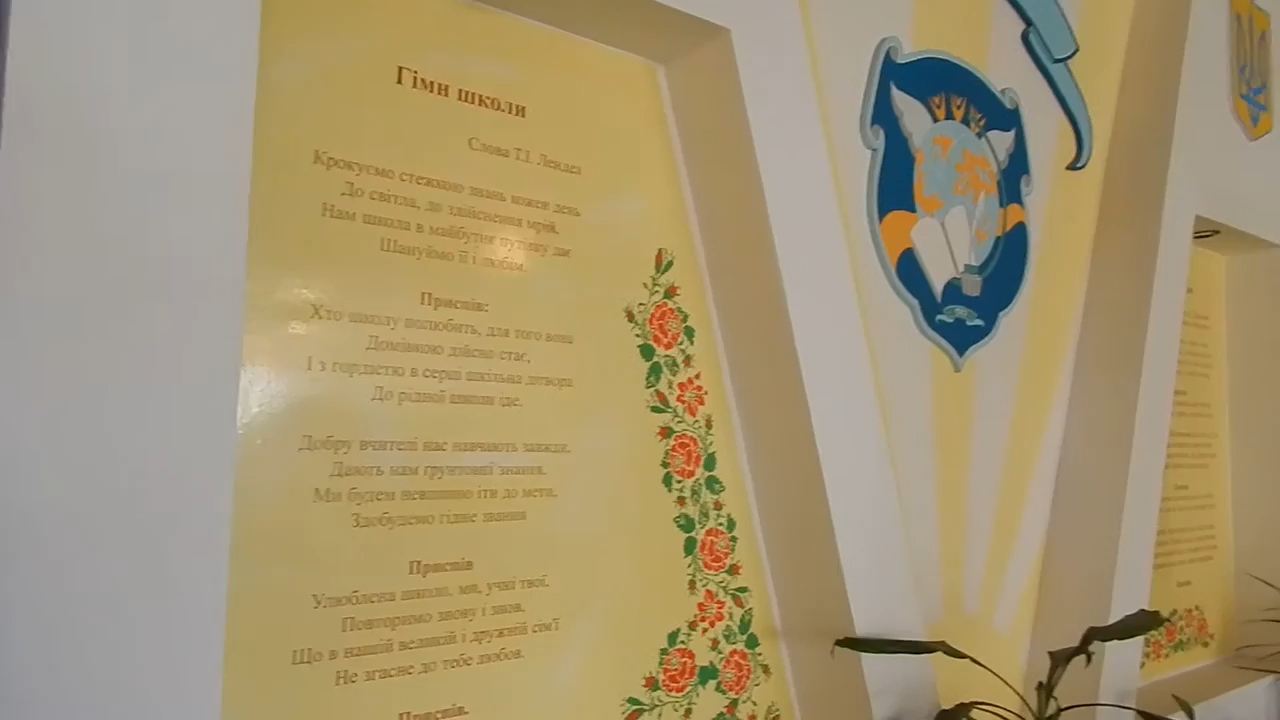 Гімн школи
Слова Т.І. Лендєл
Крокуємо стежкою знань кожен день
До світла, до здійснення мрій,
Нам школа в майбутнє путівку дає
Шануймо її і любім.
Приспів:
Хто школу полюбить, для того вона
Домівкою дійсно стає,
І з гордістю в серці шкільна дітвора
До рідної школи іде.
Добру вчителі нас навчають завжди,
Дають нам ґрунтовні знання.
Ми будем невпинно іти до мети,
Здобудемо гідне звання
Приспів
Улюблена школо, ми, учні твої,
Повторимо знову і знов,
Що в нашій великій і дружній сім'ї
Не згасне до тебе любов.
Приспів.